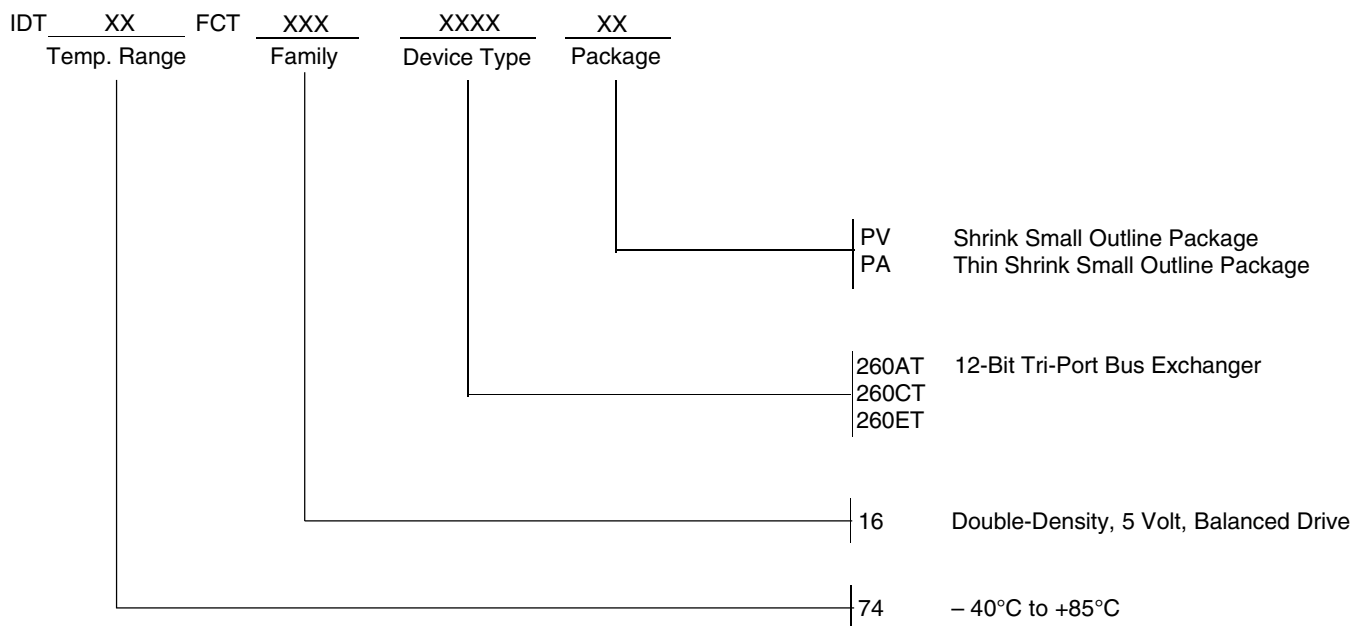 IDT XX FCT XXX XXXX XX
Temp. Range Family Device Type Package
PV Shrink Small Outline Package
PA Thin Shrink Small Outline Package
260AT 12-Bit Tri-Port Bus Exchanger
260CT
260ET
16 Double-Density, 5 Volt, Balanced Drive
74 – 40°C to +85°C